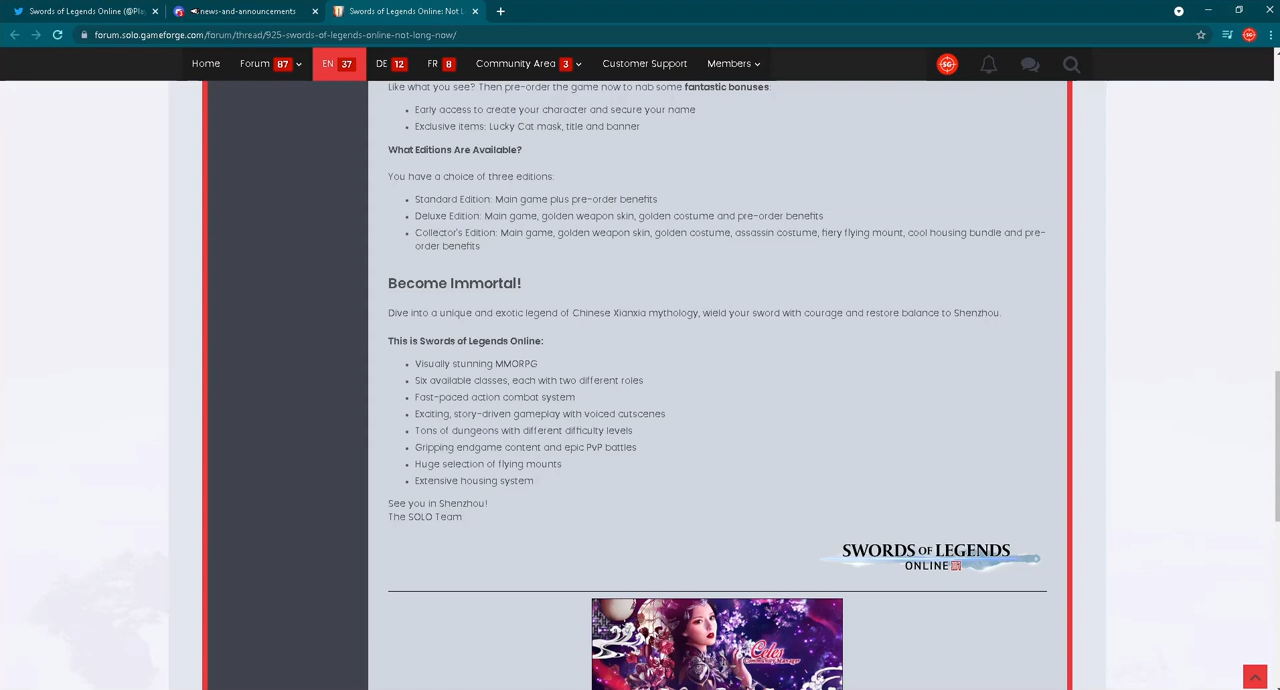 Swords of Legends Online (@Play
news-and-announcements
Swords of Legends Online: Not L
forum.solo.gameforge.com/forum/thread/925-swords-of-legends-online-not-long-now/
SG
Home Forum 87 EN 37 DE 12 FR 8 Community Area 3 Customer Support Members SG
Like what you see? Then pre-order the game now to nab some fantastic bonuses:
• Early access to create your character and secure your name
• Exclusive items: Lucky Cat mask, title and banner
What Editions Are Available?
You have a choice of three editions:
• Standard Edition: Main game plus pre-order benefits
• Deluxe Edition: Main game, golden weapon skin, golden costume and pre-order benefits
• Collector's Edition: Main game, golden weapon skin, golden costume, assassin costume, fiery flying mount, cool housing bundle and pre-
order benefits
Become Immortal!
Dive into a unique and exotic legend of Chinese Xianxia mythology, wield your sword with courage and restore balance to Shenzhou.
This is Swords of Legends Online:
• Visually stunning MMORPG
• Six available classes, each with two different roles
• Fast-paced action combat system
• Exciting, story-driven gameplay with voiced cutscenes
• Tons of dungeons with different difficulty levels
• Gripping endgame content and epic PvP battles
• Huge selection of flying mounts
• Extensive housing system
See you in Shenzhou!
The SOLO Team
SWORDS OF LEGENDS
ONLINE
Celes
Community Manager